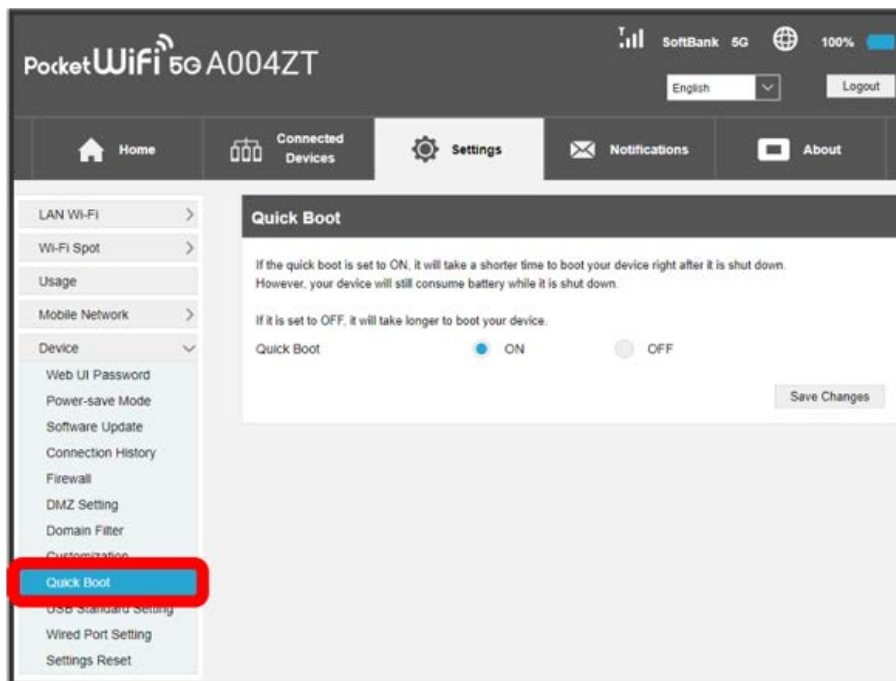 SoftBank 5G 100%
Pocket WiFi 5G A004ZT
English Logout
Home
Connected
Devices
Settings
Notifications
About
LAN Wi-Fi
Wi-Fi Spot
Usage
Mobile Network
Device
Web UI Password
Power-save Mode
Software Update
Connection History
Firewall
DMZ Setting
Domain Filter
Customization
Quick Boot
USB Standard Setting
Wired Port Setting
Settings Reset
Quick Boot
If the quick boot is set to ON, it will take a shorter time to boot your device right after it is shut down.
However, your device will still consume battery while it is shut down.
If it is set to OFF, it will take longer to boot your device.
Quick Boot ON OFF
Save Changes